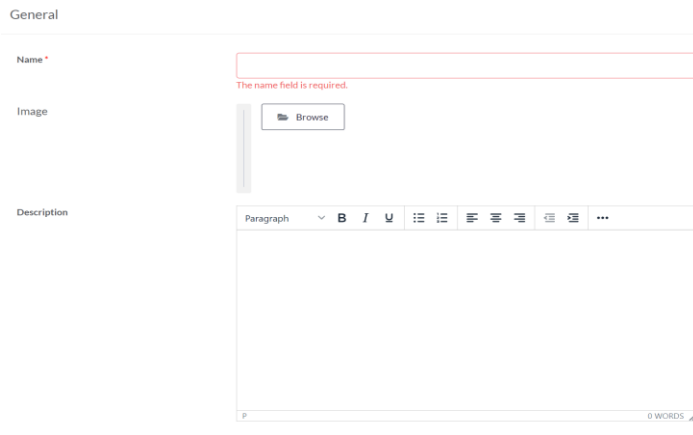 General
Name *
The name field is required.
Image
Browse
Description
Paragraph B I U
P
0 WORDS